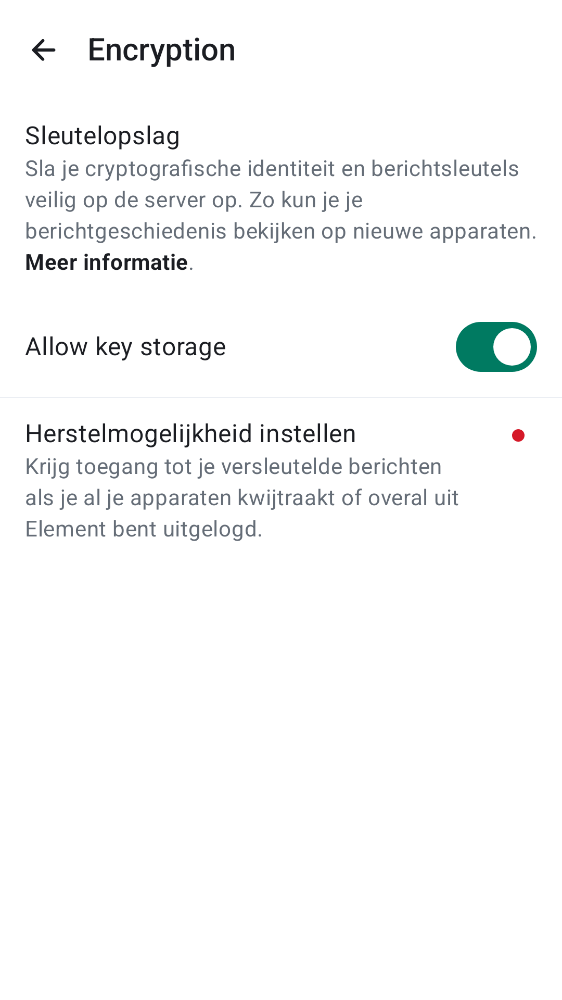 Encryption
Sleutelopslag
Sla je cryptografische identiteit en berichtsleutels
veilig op de server op. Zo kun je je
berichtgeschiedenis bekijken op nieuwe apparaten.
Meer informatie.
Allow key storage
Herstelmogelijkheid instellen
Krijg toegang tot je versleutelde berichten
als je al je apparaten kwijtraakt of overal uit
Element bent uitgelogd.